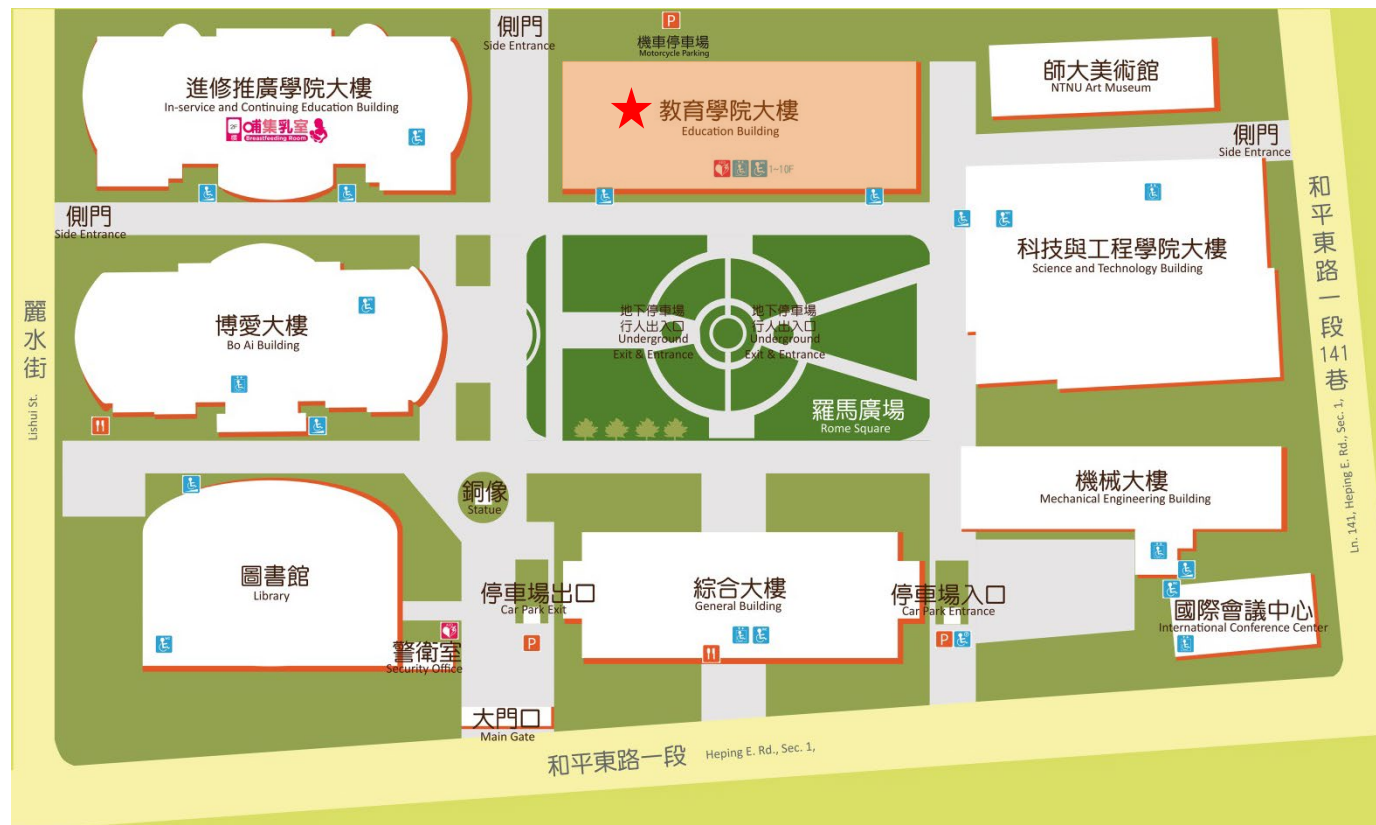 側門
Side Entrance
P
機車停車場
Motorcycle Parking
進修推廣學院大樓
In-service and Continuing Education Building
2F
哺集乳室
Breastfeeding Room
教育學院大樓
Education Building
1~10F
師大美術館
NTNU Art Museum
側門
Side Entrance
側門
Side Entrance
科技與工程學院大樓
Science and Technology Building
和平東路一段141巷
Ln. 141, Heping E. Rd., Sec. 1,
麗水街
Lishui St.
博愛大樓
Bo Ai Building
地下停車場
行人出入口
Underground
Exit & Entrance
地下停車場
行人出入口
Underground
Exit & Entrance
羅馬廣場
Rome Square
銅像
Statue
機械大樓
Mechanical Engineering Building
圖書館
Library
停車場出口
Car Park Exit
P
綜合大樓
General Building
停車場入口
Car Park Entrance
P
國際會議中心
International Conference Center
警衛室
Security Office
大門口
Main Gate
和平東路一段
Heping E. Rd., Sec. 1,